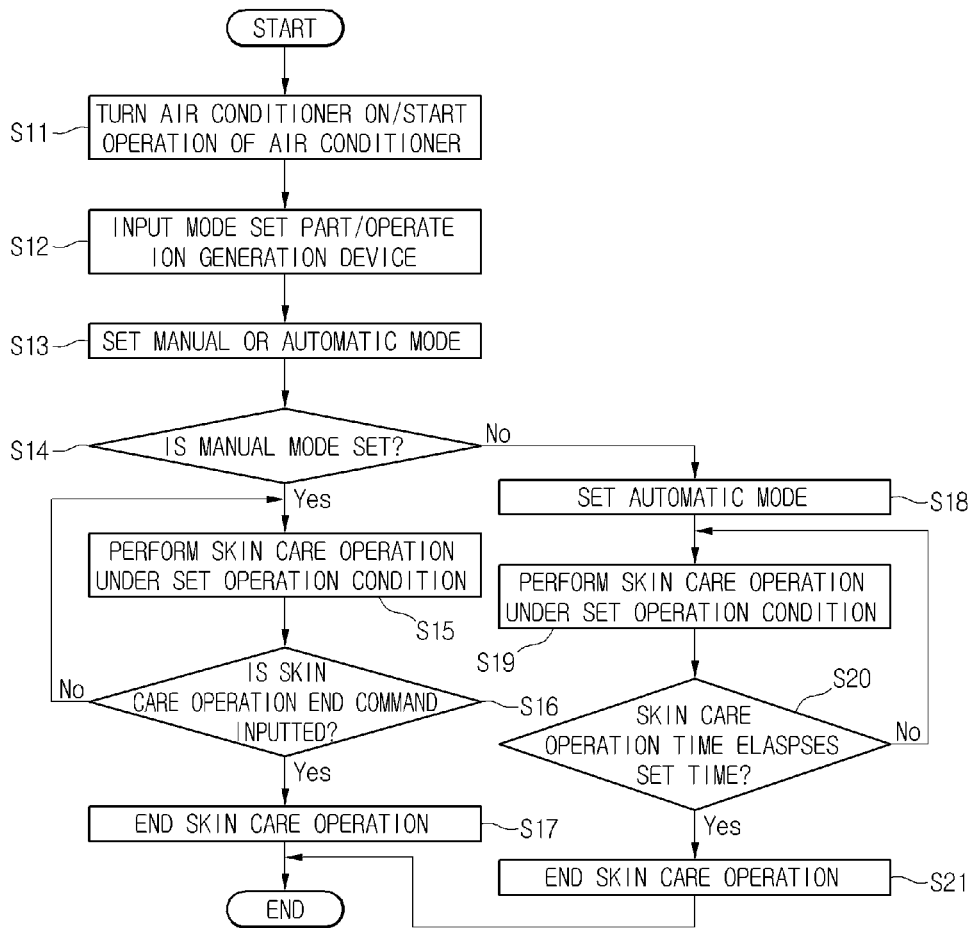 START
S11
TURN AIR CONDITIONER ON/START
OPERATION OF AIR CONDITIONER
S12
INPUT MODE SET PART/OPERATE
ION GENERATION DEVICE
S13
SET MANUAL OR AUTOMATIC MODE
S14
IS MANUAL MODE SET?
No
Yes
SET AUTOMATIC MODE
S18
PERFORM SKIN CARE OPERATION
UNDER SET OPERATION CONDITION
S15
PERFORM SKIN CARE OPERATION
UNDER SET OPERATION CONDITION
S19
IS SKIN
CARE OPERATION END COMMAND
INPUTTED?
No
S16
Yes
S20
SKIN CARE
OPERATION TIME ELASPSES
SET TIME?
No
Yes
END SKIN CARE OPERATION
S17
END SKIN CARE OPERATION
S21
END